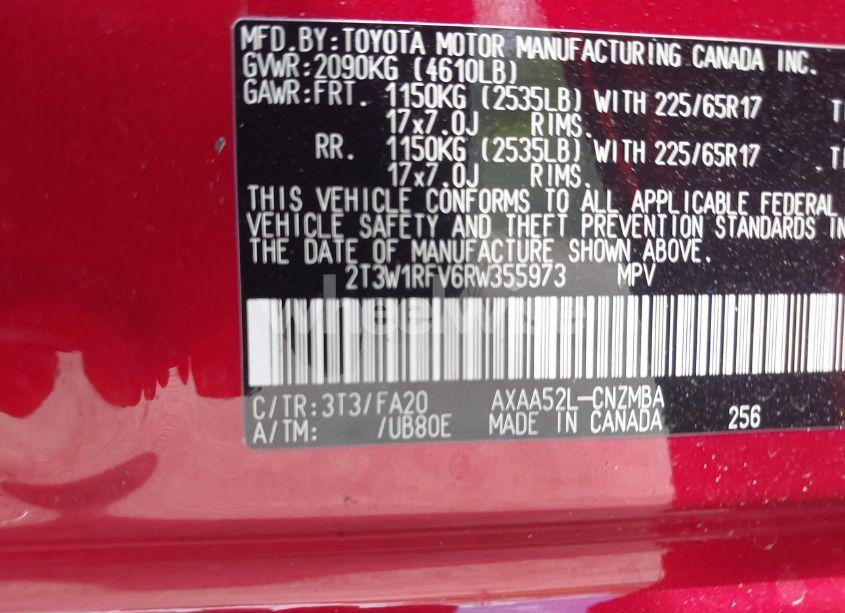 MFD.BY:TOYOTA MOTOR MANUFACTURING CANADA INC.
GVWR:2090KG (4610LB)
GAWR:FRT. 1150KG (2535LB) WITH 225/65R17
17x7.0J RIMS.
RR. 1150KG (2535LB) WITH 225/65R17
17x7.0J RIMS.
THIS VEHICLE CONFORMS TO ALL APPLICABLE FEDERAL
VEHICLE SAFETY AND THEFT PREVENTION STANDARDS IN
THE DATE OF MANUFACTURE SHOWN ABOVE.
2T3W1RFV6RW355973 MPV
wheelwise
C/TR:3T3/FA20 AXAA52L-CNZMBA
A/TM: /UB80E MADE IN CANADA 256